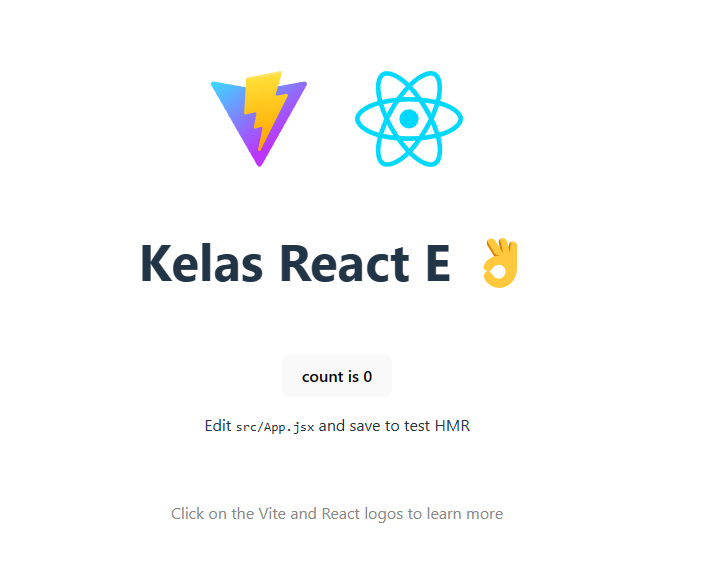 Kelas React E 👌
count is 0
Edit src/App.jsx and save to test HMR
Click on the Vite and React logos to learn more